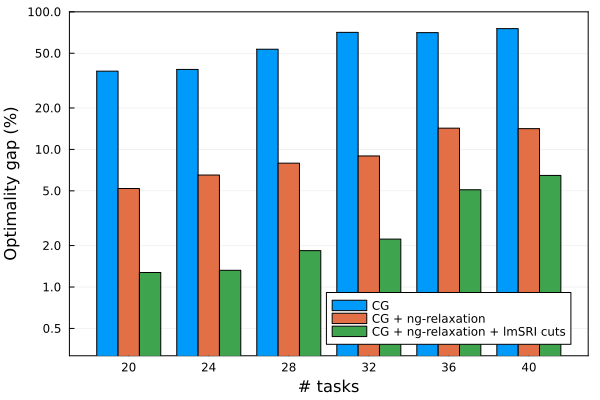 100.0
50.0
20.0
10.0
5.0
2.0
1.0
0.5
Optimality gap (%)
CG
CG + ng-relaxation
CG + ng-relaxation + lmSRI cuts
20 24 28 32 36 40
# tasks